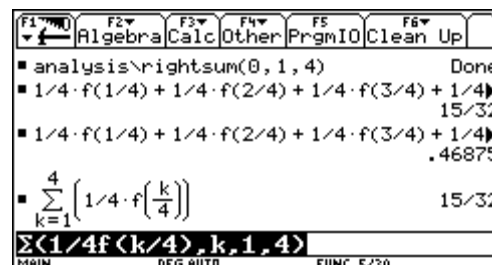 F1 F2 F3 F4 F5 F6
Algebra Calc Other PrgmIO Clean Up
▪ analysis\rightsum(0,1,4) Done
▪ 1/4·f(1/4) + 1/4·f(2/4) + 1/4·f(3/4) + 1/4▶
15/32
▪ 1/4·f(1/4) + 1/4·f(2/4) + 1/4·f(3/4) + 1/4▶
.46875
4
▪ Σ(1/4·f(k/4)) 15/32
k=1
Σ(1/4f(k/4),k,1,4)
MAIN DEG AUTO FUNC 5/30